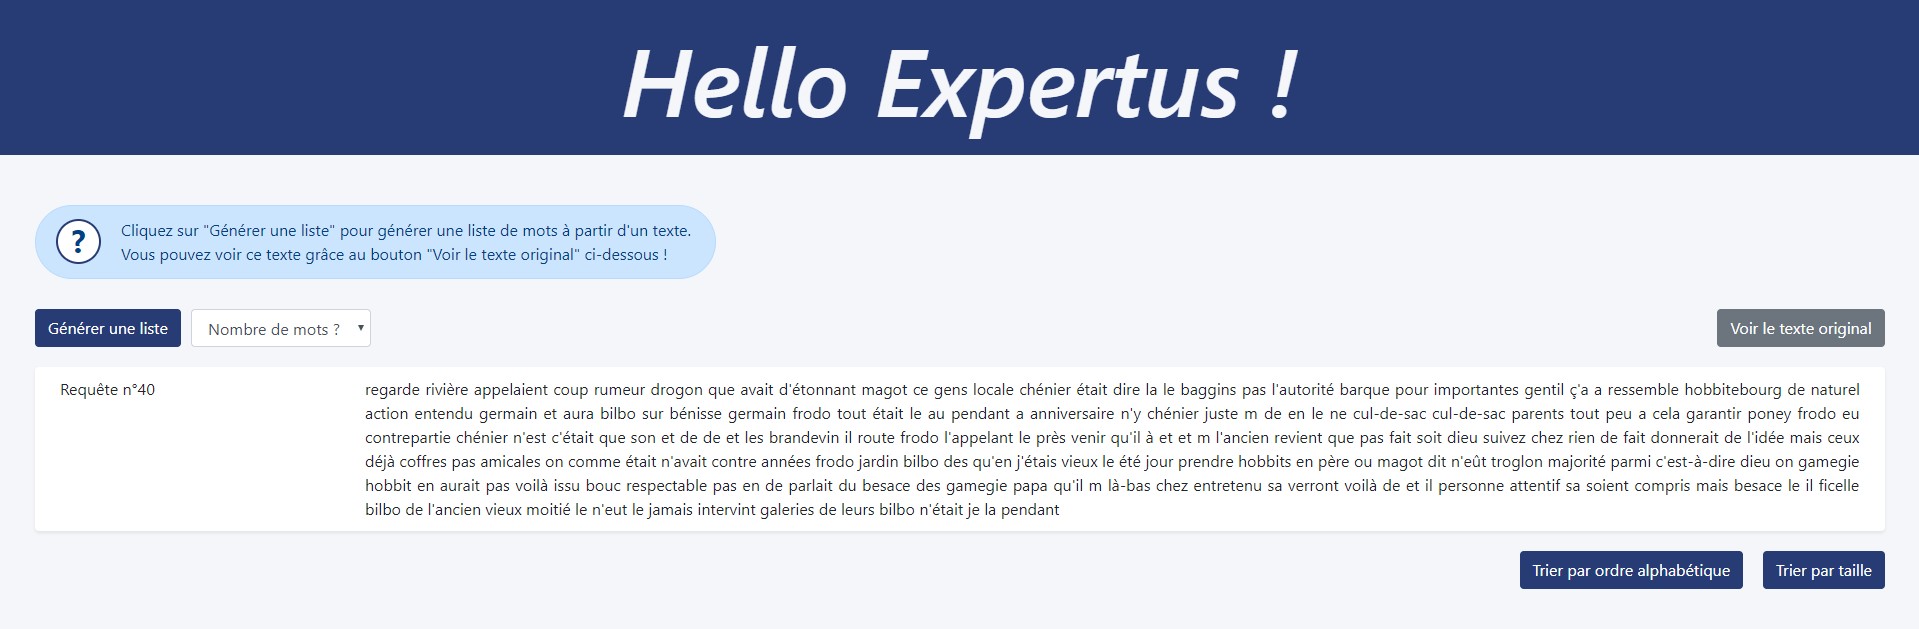 Hello Expertus !
?
Cliquez sur "Générer une liste" pour générer une liste de mots à partir d'un texte.
Vous pouvez voir ce texte grâce au bouton "Voir le texte original" ci-dessous !
Générer une liste
Nombre de mots ?
Voir le texte original
Requête n°40
regarde rivière appelaient coup rumeur drogon que avait d'étonnant magot ce gens locale chénier était dire la le baggins pas l'autorité barque pour importantes gentil ç'a a ressemble hobbitebourg de naturel
action entendu germain et aura bilbo sur bénisse germain frodo tout était le au pendant a anniversaire n'y chénier juste m de en le ne cul-de-sac cul-de-sac parents tout peu a cela garantir poney frodo eu
contrepartie chénier n'est c'était que son et de de et les brandevin il route frodo l'appelant le près venir qu'il à et et m l'ancien revient que pas fait soit dieu suivez chez rien de fait donnerait de l'idée mais ceux
déjà coffres pas amicales on comme était n'avait contre années frodo jardin bilbo des qu'en j'étais vieux le été jour prendre hobbits en père ou magot dit n'eût troglon majorité parmi c'est-à-dire dieu on gamegie
hobbit en aurait pas voilà issu bouc respectable pas en de parlait du besace des gamegie papa qu'il m là-bas chez entretenu sa verront voilà de et il personne attentif sa soient compris mais besace le il ficelle
bilbo de l'ancien vieux moitié le n'eut le jamais intervint galeries de leurs bilbo n'était je la pendant
Trier par ordre alphabétique
Trier par taille